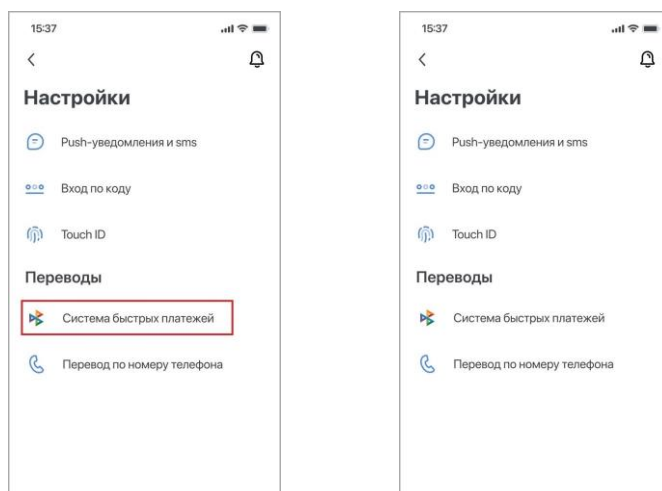 15:37
Настройки
Push-уведомления и sms
Вход по коду
Touch ID
Переводы
Система быстрых платежей
Перевод по номеру телефона
15:37
Настройки
Push-уведомления и sms
Вход по коду
Touch ID
Переводы
Система быстрых платежей
Перевод по номеру телефона